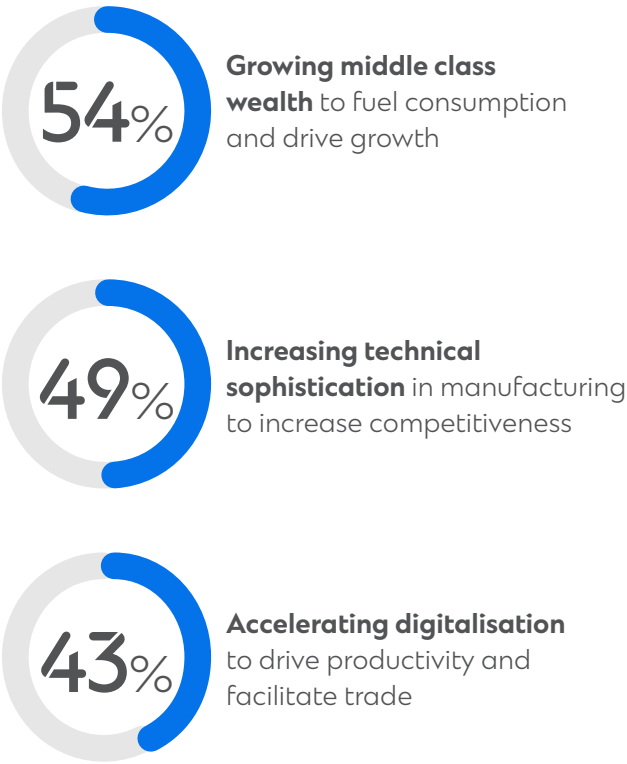 54%
Growing middle class
wealth to fuel consumption
and drive growth
49%
Increasing technical
sophistication in manufacturing
to increase competitiveness
43%
Accelerating digitalisation
to drive productivity and
facilitate trade